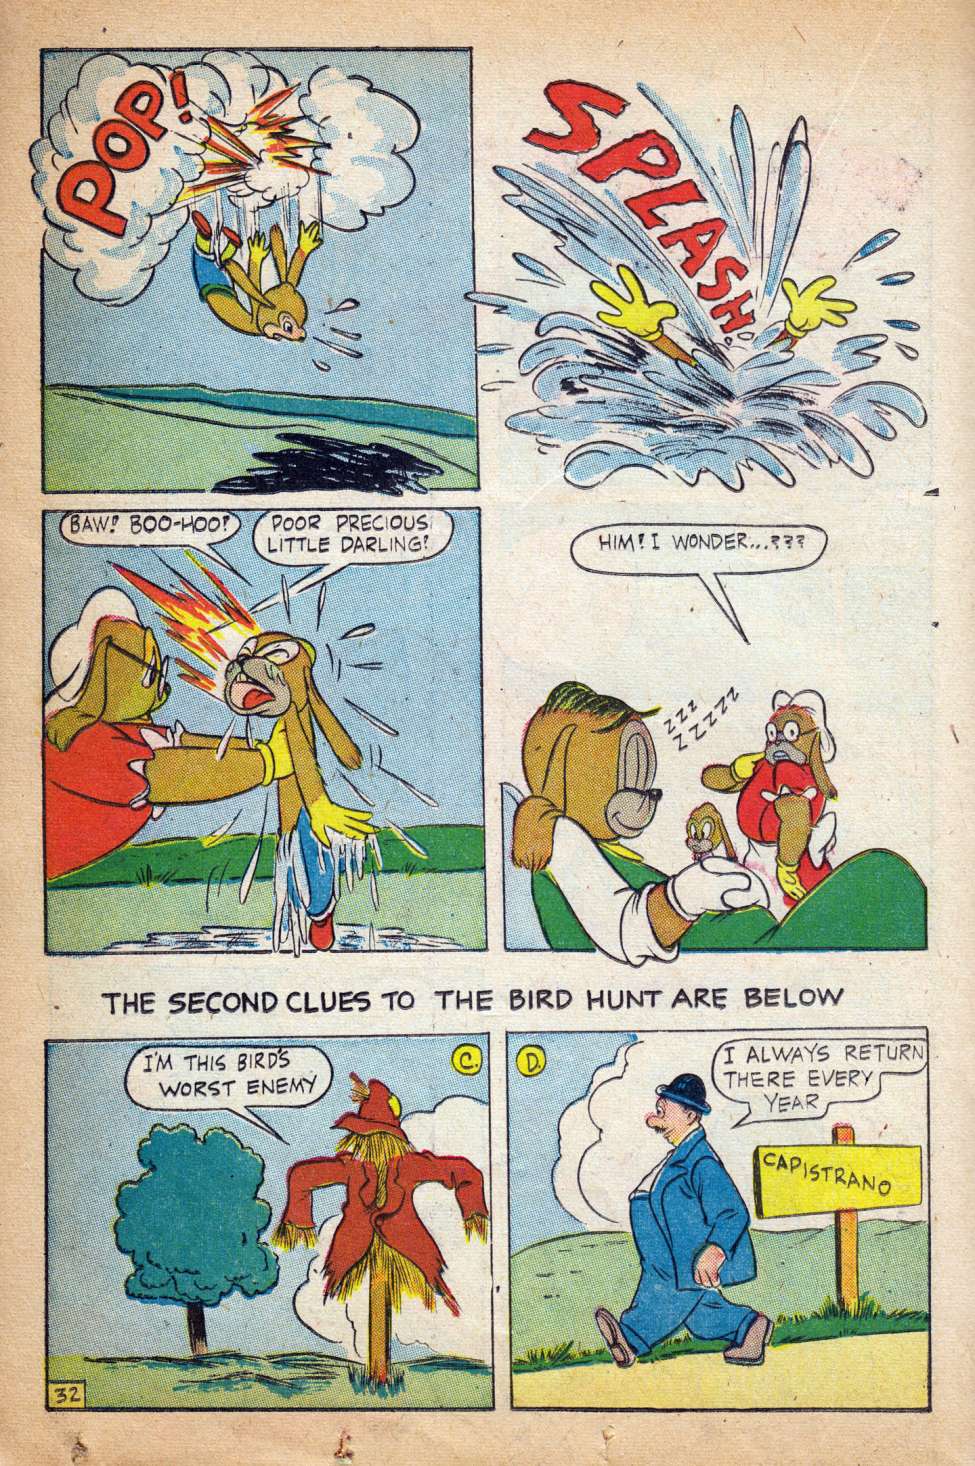 POP!
SPLASH!
BAW! BOO-HOO!
POOR PRECIOUS
LITTLE DARLING!
HIM! I WONDER...???
ZZZ
ZZZZZ
THE SECOND CLUES TO THE BIRD HUNT ARE BELOW
I'M THIS BIRD'S
WORST ENEMY
C.
D.
I ALWAYS RETURN
THERE EVERY
YEAR
CAPISTRANO
32